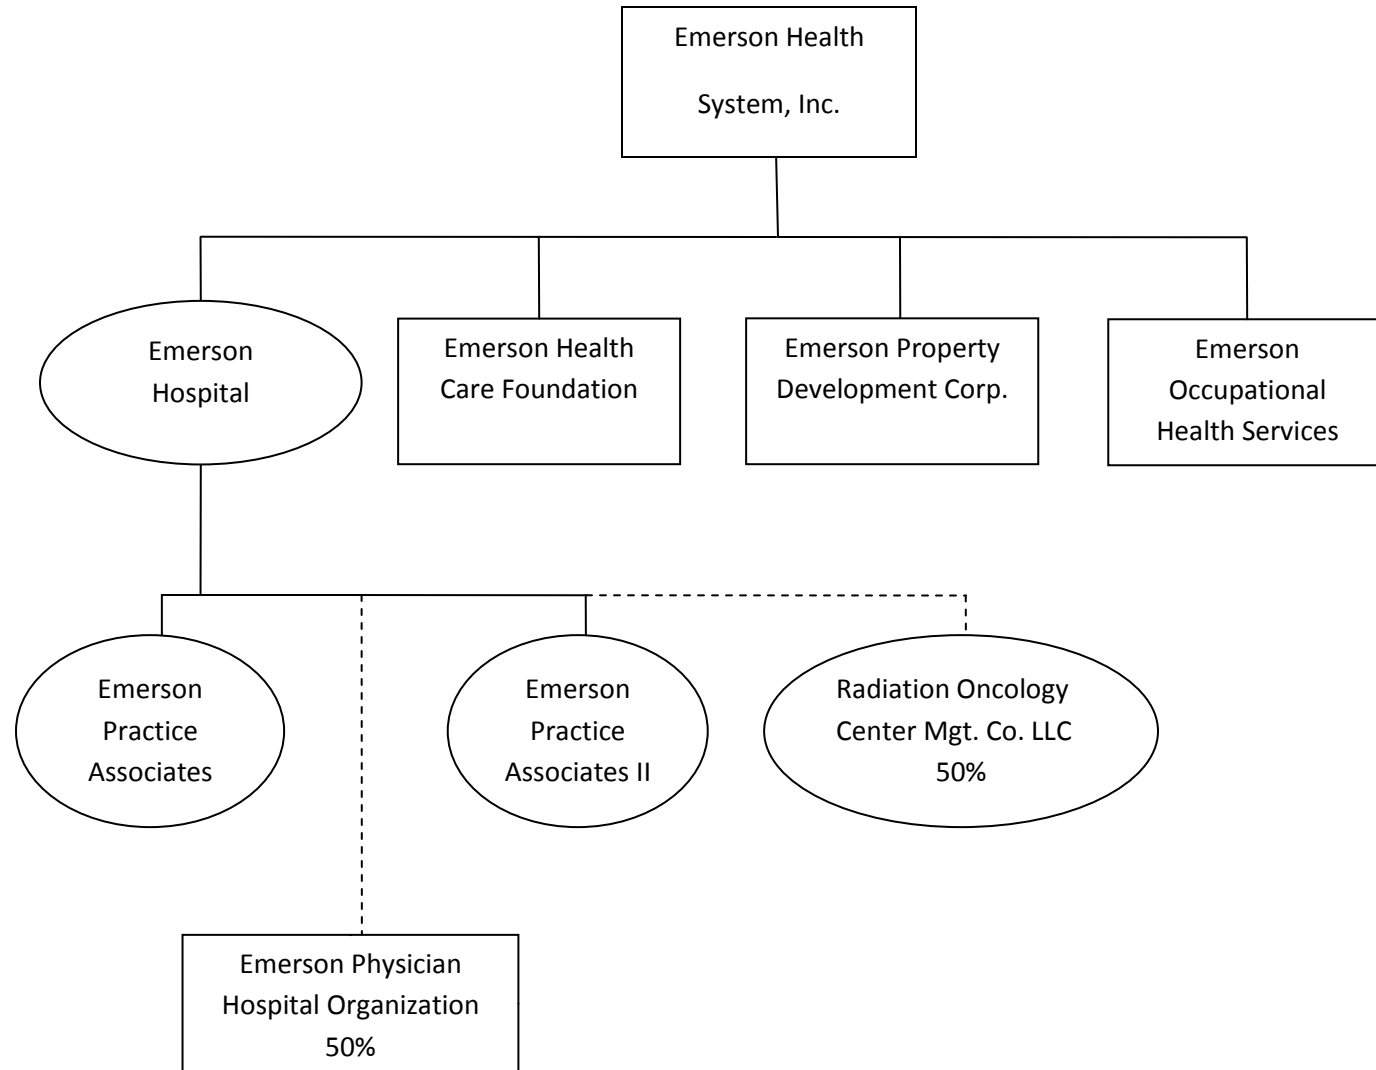 Emerson Health
System, Inc.
Emerson
Hospital
Emerson Health
Care Foundation
Emerson Property
Development Corp.
Emerson
Occupational
Health Services
Emerson
Practice
Associates
Emerson
Practice
Associates II
Radiation Oncology
Center Mgt. Co. LLC
50%
Emerson Physician
Hospital Organization
50%